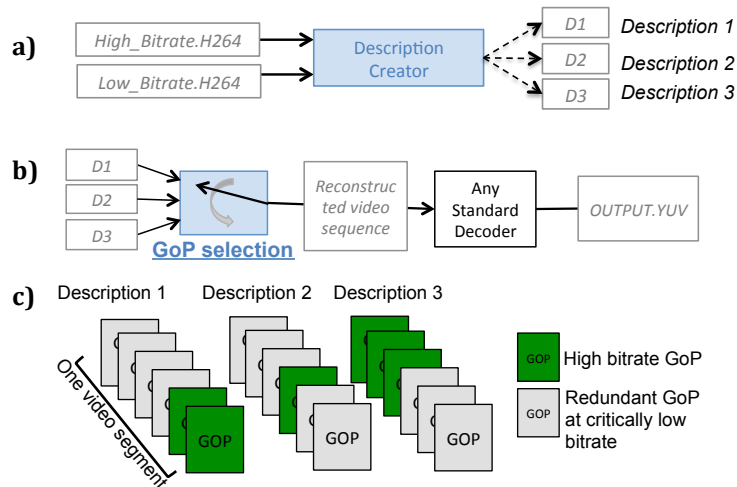 a)
High_Bitrate.H264
Low_Bitrate.H264
Description
Creator
D1
D2
D3
Description 1
Description 2
Description 3
b)
D1
D2
D3
GoP selection
Reconstruc
ted video
sequence
Any
Standard
Decoder
OUTPUT.YUV
c)
Description 1
Description 2
Description 3
One video segment
GOP
GOP
GOP
GOP
High bitrate GoP
GOP
Redundant GoP
at critically low
bitrate